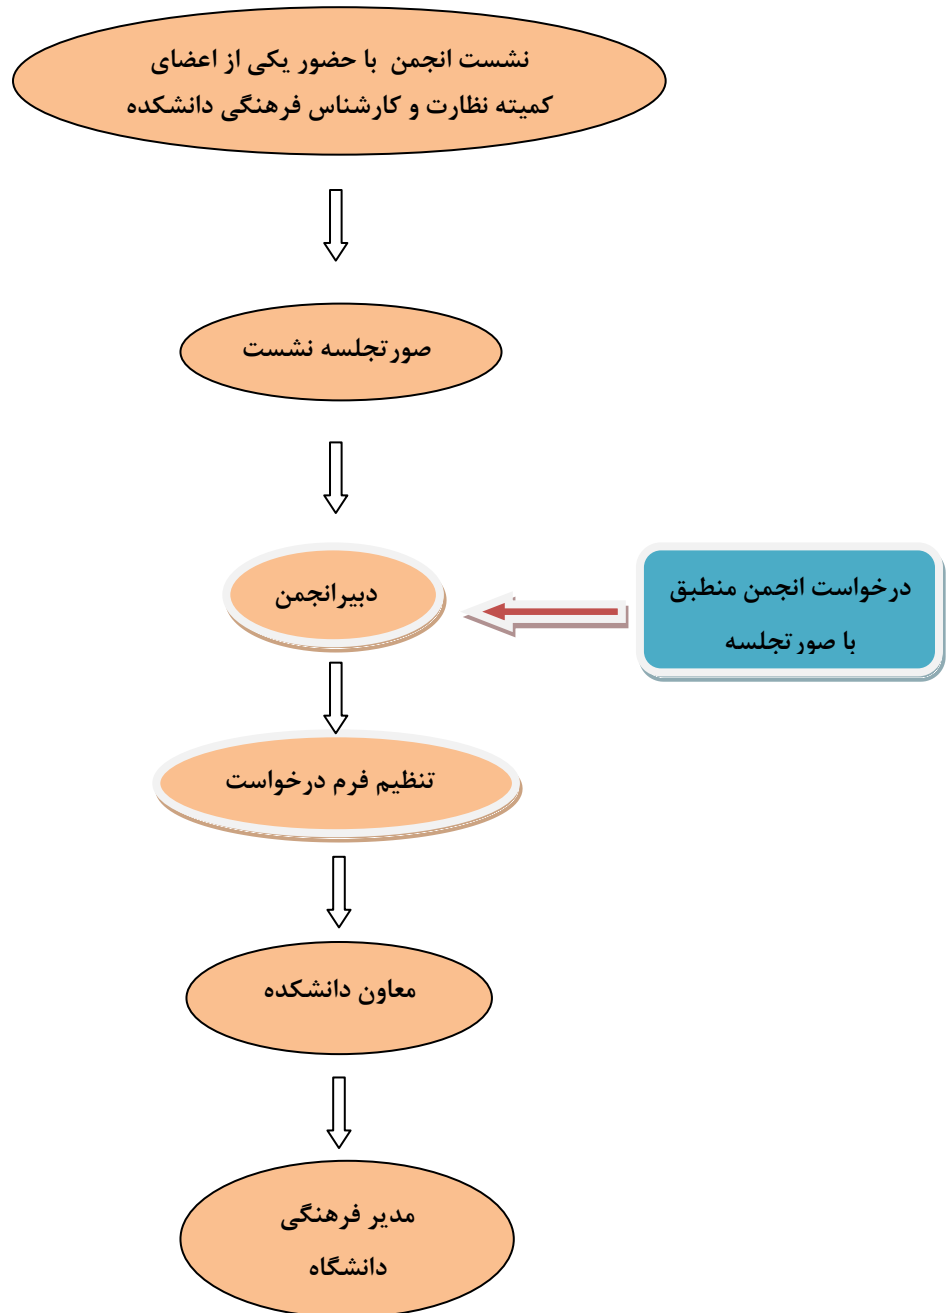 نشست انجمن با حضور یکی از اعضای
کمیته نظارت و کارشناس فرهنگی دانشکده
صورتجلسه نشست
دبیرانجمن
درخواست انجمن منطبق
با صورتجلسه
تنظیم فرم درخواست
معاون دانشکده
مدیر فرهنگی
دانشگاه